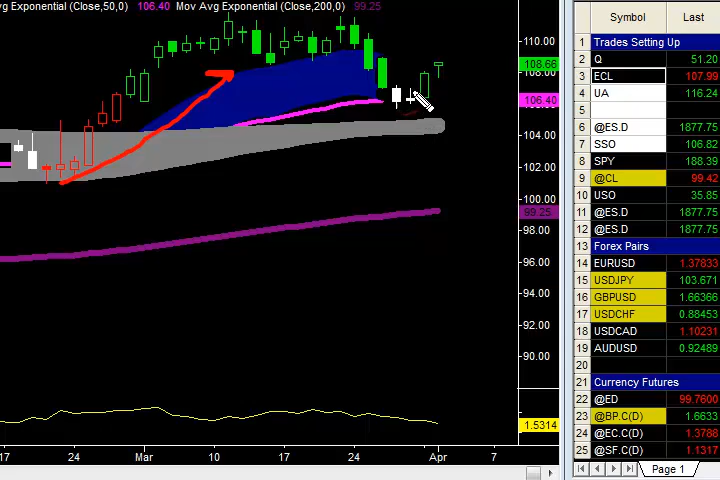 vg Exponential (Close,50,0) 106.40 Mov Avg Exponential (Close,200,0) 99.25
110.00
108.66
108.00
106.40
106.00
104.00
102.00
100.00
99.25
98.00
96.00
94.00
92.00
90.00
1.5314
17 24 Mar 10 17 24 Apr 7
Symbol Last
1 Trades Setting Up
2 Q 51.20
3 ECL 107.99
4 UA 116.24
5
6 @ES.D 1877.75
7 SSO 106.82
8 SPY 188.39
9 @CL 99.42
10 USO 35.85
11 @ES.D 1877.75
12 @ES.D 1877.75
13 Forex Pairs
14 EURUSD 1.37833
15 USDJPY 103.671
16 GBPUSD 1.66366
17 USDCHF 0.88453
18 USDCAD 1.10231
19 AUDUSD 0.92489
20
21 Currency Futures
22 @ED 99.7600
23 @BP.C(D) 1.6633
24 @EC.C(D) 1.3788
25 @SF.C(D) 1.1317
Page 1